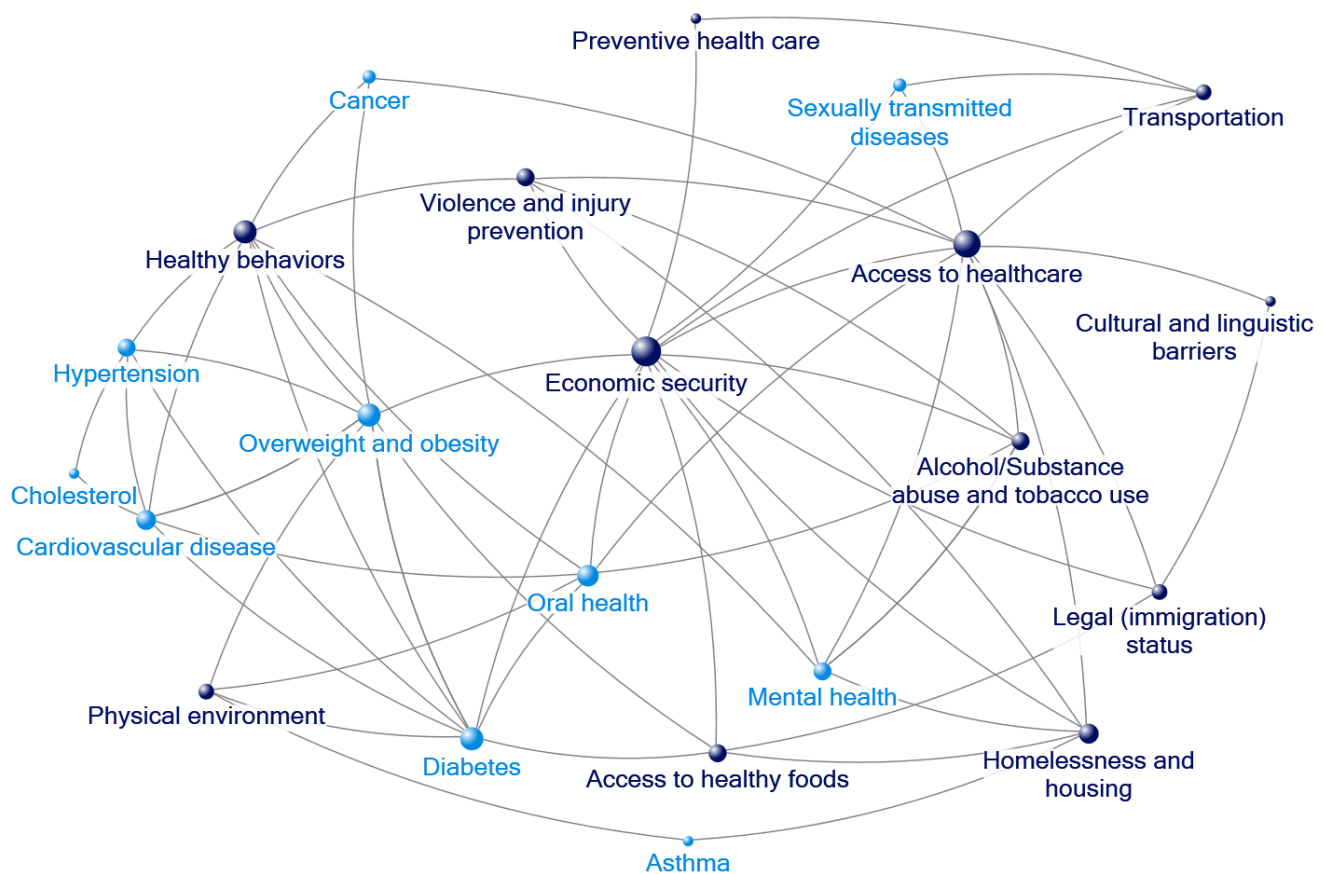 Preventive health care
Cancer
Sexually transmitted
diseases
Transportation
Violence and injury
prevention
Healthy behaviors
Access to healthcare
Cultural and linguistic
barriers
Hypertension
Economic security
Overweight and obesity
Alcohol/Substance
abuse and tobacco use
Cholesterol
Cardiovascular disease
Oral health
Legal (immigration)
status
Mental health
Physical environment
Diabetes
Access to healthy foods
Homelessness and
housing
Asthma